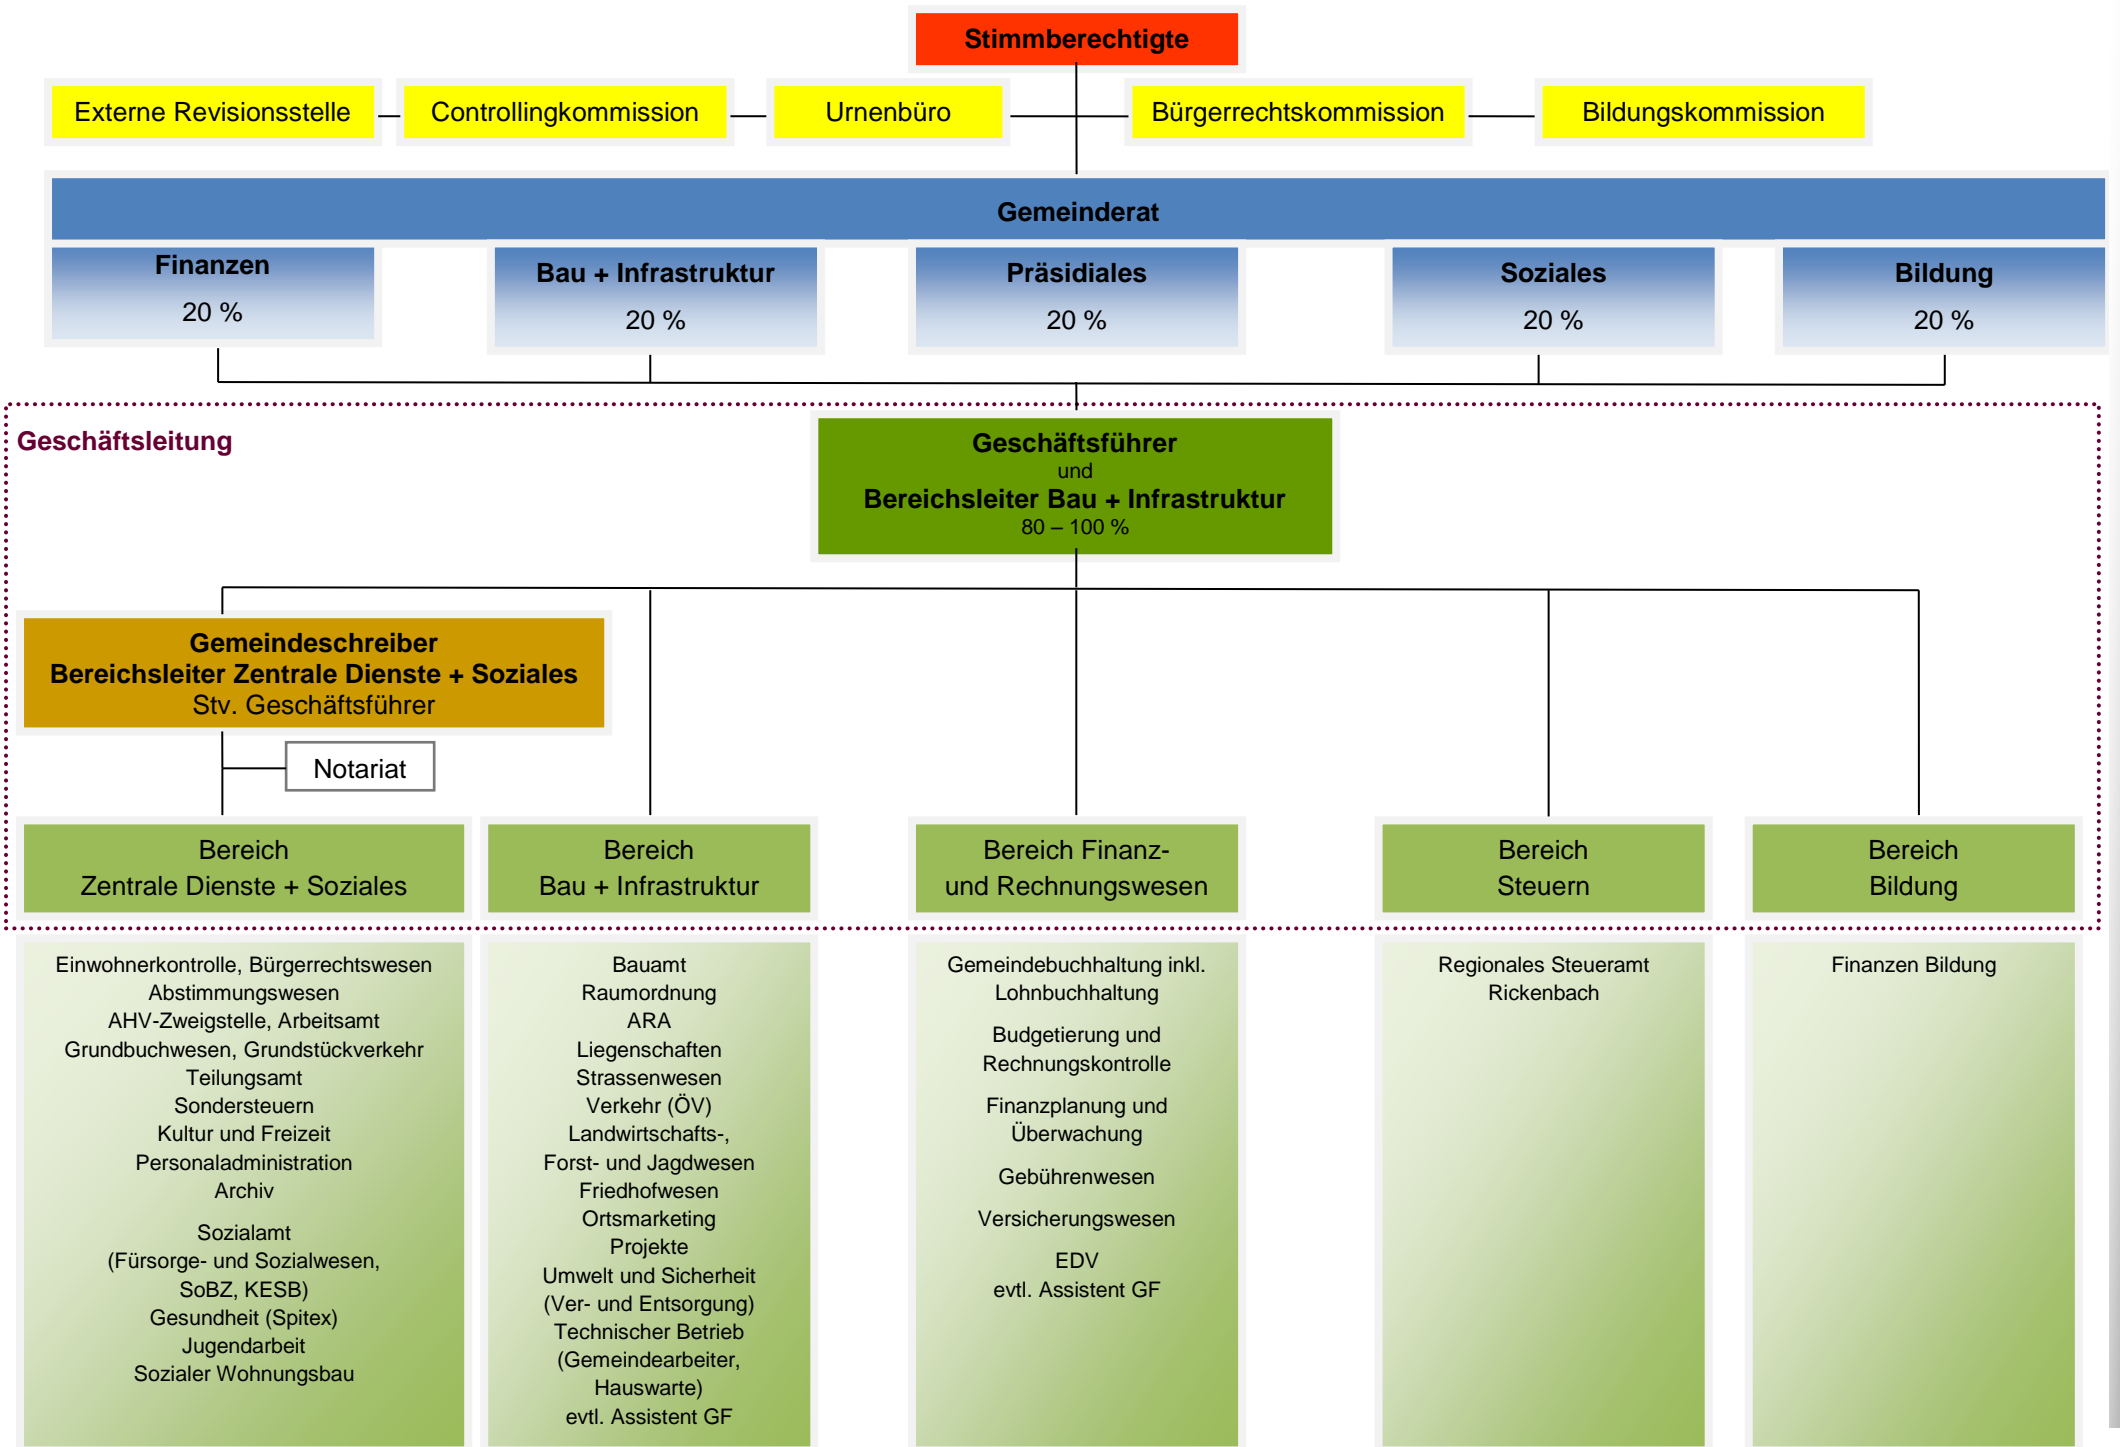 Stimmberechtigte
Externe Revisionsstelle
Controllingkommission
Urnenbüro
Bürgerrechtskommission
Bildungskommission
Gemeinderat
Finanzen
20 %
Bau + Infrastruktur
20 %
Präsidiales
20 %
Soziales
20 %
Bildung
20 %
Geschäftsleitung
Geschäftsführer
und
Bereichsleiter Bau + Infrastruktur
80 – 100 %
Gemeindeschreiber
Bereichsleiter Zentrale Dienste + Soziales
Stv. Geschäftsführer
Notariat
Bereich
Zentrale Dienste + Soziales
Bereich
Bau + Infrastruktur
Bereich Finanz-
und Rechnungswesen
Bereich
Steuern
Bereich
Bildung
Einwohnerkontrolle, Bürgerrechtswesen
Abstimmungswesen
AHV-Zweigstelle, Arbeitsamt
Grundbuchwesen, Grundstückverkehr
Teilungsamt
Sondersteuern
Kultur und Freizeit
Personaladministration
Archiv
Sozialamt
(Fürsorge- und Sozialwesen,
SoBZ, KESB)
Gesundheit (Spitex)
Jugendarbeit
Sozialer Wohnungsbau
Bauamt
Raumordnung
ARA
Liegenschaften
Strassenwesen
Verkehr (ÖV)
Landwirtschafts-,
Forst- und Jagdwesen
Friedhofwesen
Ortsmarketing
Projekte
Umwelt und Sicherheit
(Ver- und Entsorgung)
Technischer Betrieb
(Gemeindearbeiter,
Hauswarte)
evtl. Assistent GF
Gemeindebuchhaltung inkl.
Lohnbuchhaltung
Budgetierung und
Rechnungskontrolle
Finanzplanung und
Überwachung
Gebührenwesen
Versicherungswesen
EDV
evtl. Assistent GF
Regionales Steueramt
Rickenbach
Finanzen Bildung